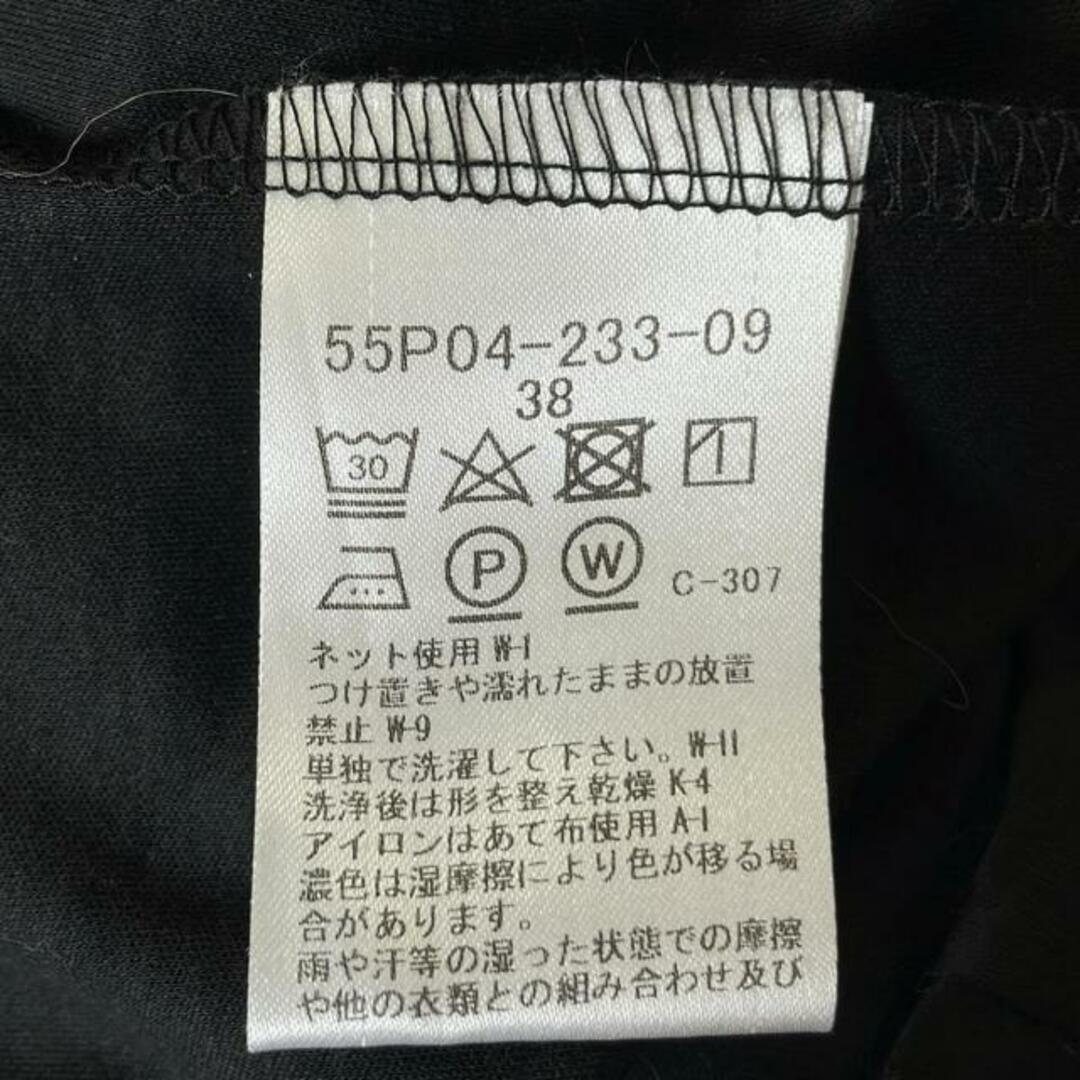 55P04-233-09
38
30
P W C-307
ネット使用 W-1
つけ置きや濡れたままの放置
禁止 W-9
単独で洗濯して下さい。W-11
洗浄後は形を整え乾燥 K-4
アイロンはあて布使用 A-1
濃色は湿摩擦により色が移る場
合があります。
雨や汗等の湿った状態での摩擦
や他の衣類との組み合わせ及び